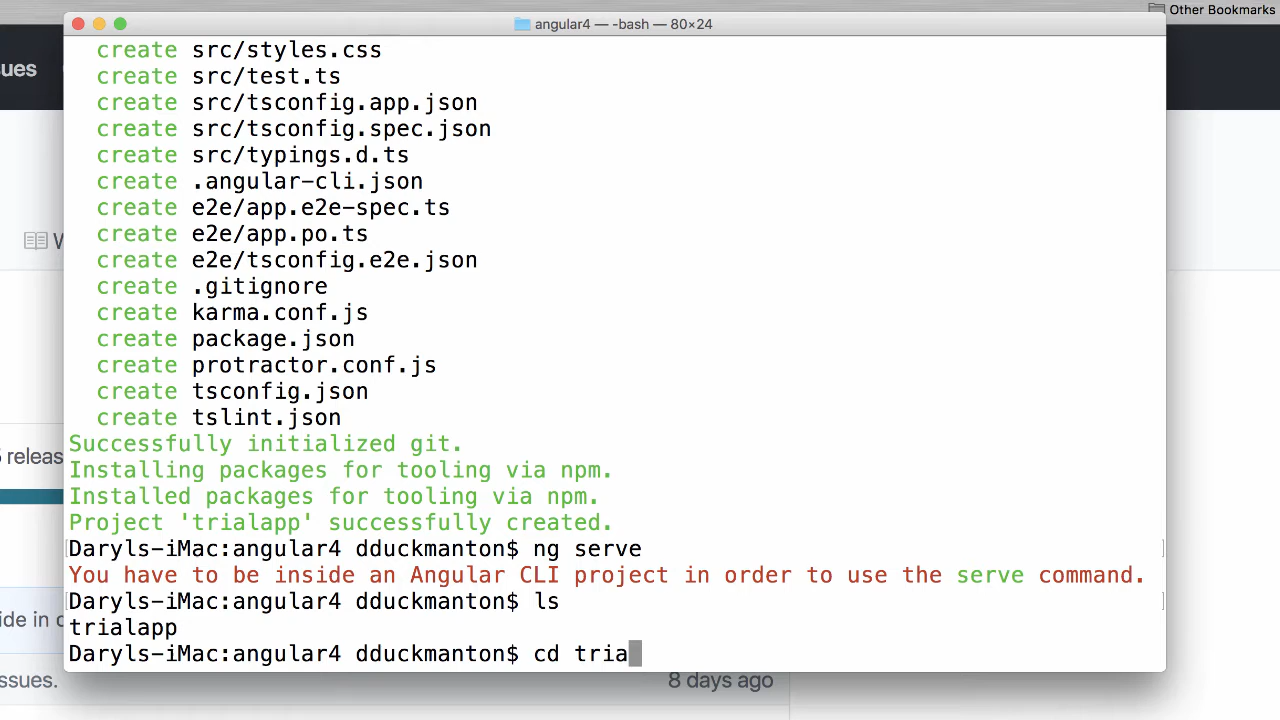 Other Bookmarks
angular4 — -bash — 80×24
sues
create src/styles.css
create src/test.ts
create src/tsconfig.app.json
create src/tsconfig.spec.json
create src/typings.d.ts
create .angular-cli.json
create e2e/app.e2e-spec.ts
create e2e/app.po.ts
W
create e2e/tsconfig.e2e.json
create .gitignore
create karma.conf.js
create package.json
create protractor.conf.js
create tsconfig.json
create tslint.json
Successfully initialized git.
releas
Installing packages for tooling via npm.
Installed packages for tooling via npm.
Project 'trialapp' successfully created.
Daryls-iMac:angular4 dduckmanton$ ng serve
You have to be inside an Angular CLI project in order to use the serve command.
Daryls-iMac:angular4 dduckmanton$ ls
ide in
trialapp
Daryls-iMac:angular4 dduckmanton$ cd tria
ssues.
8 days ago